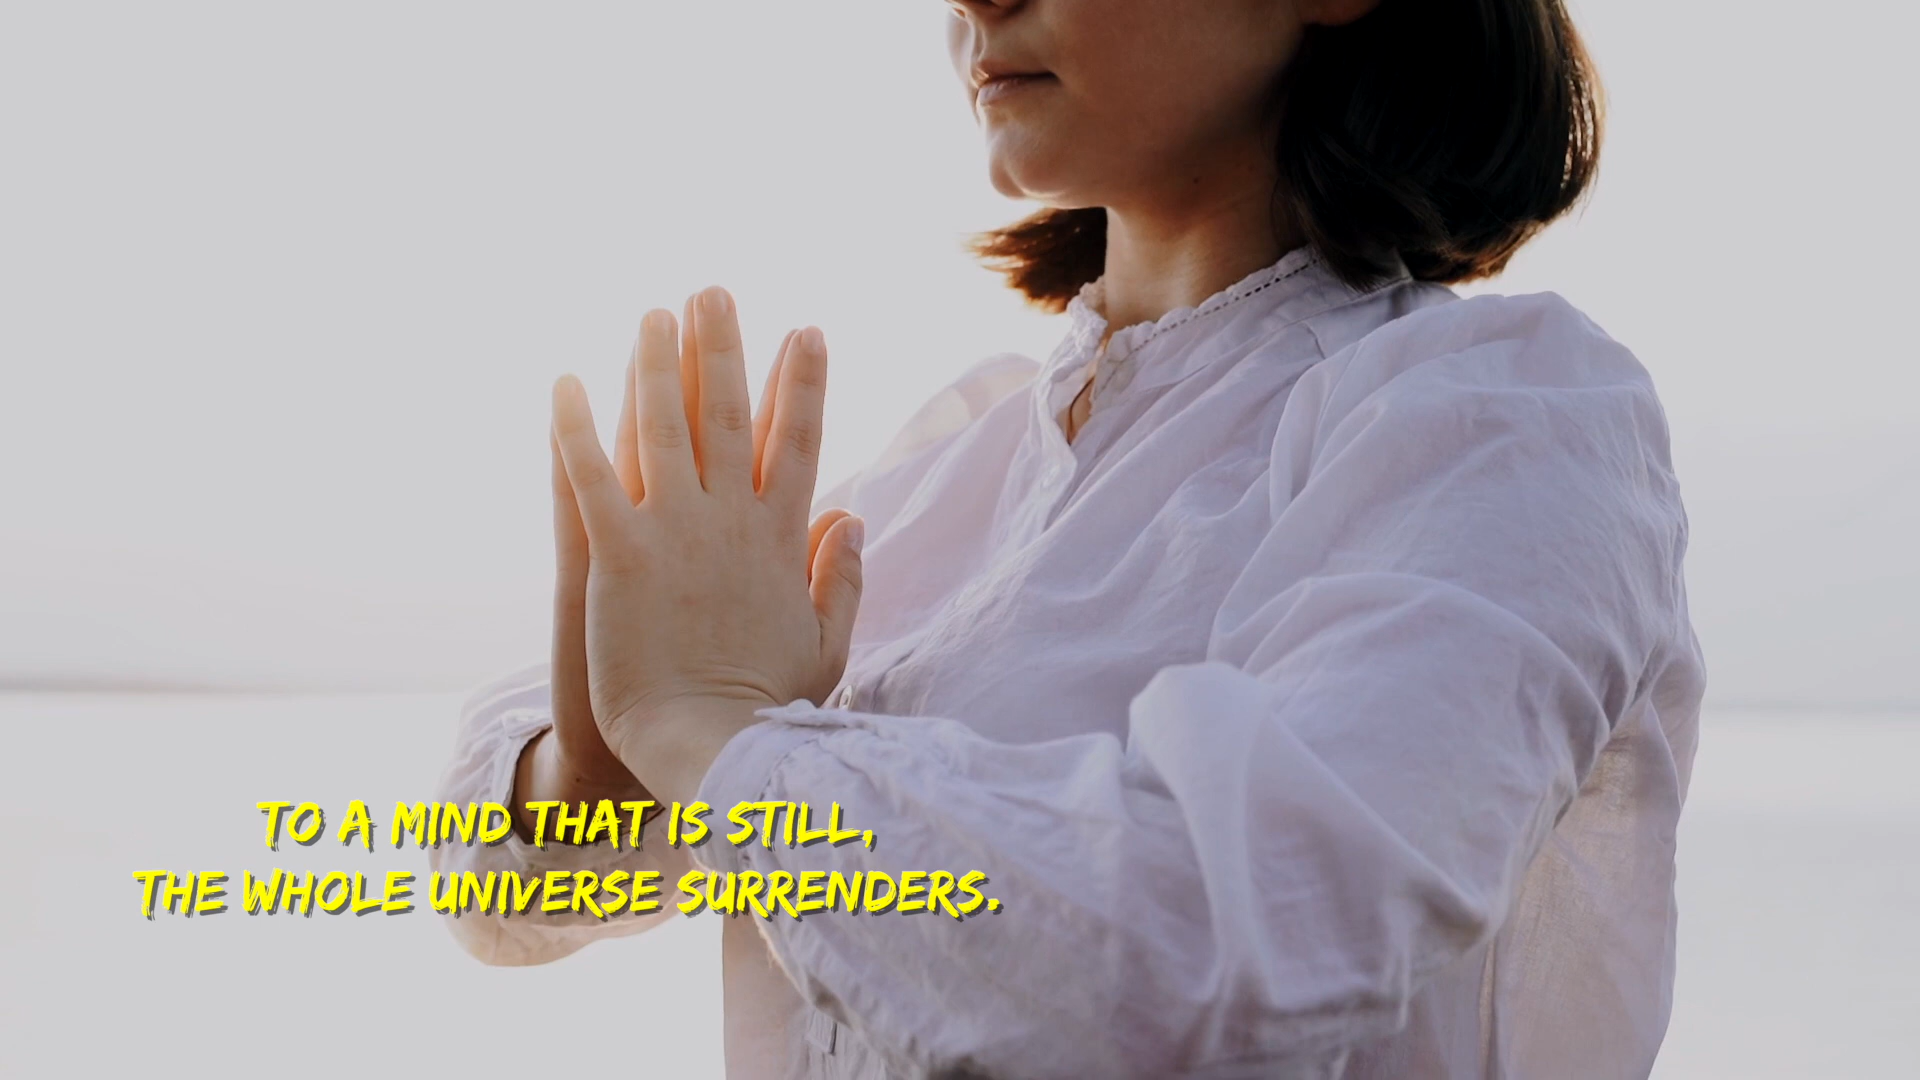 TO A MIND THAT IS STILL,
THE WHOLE UNIVERSE SURRENDERS.